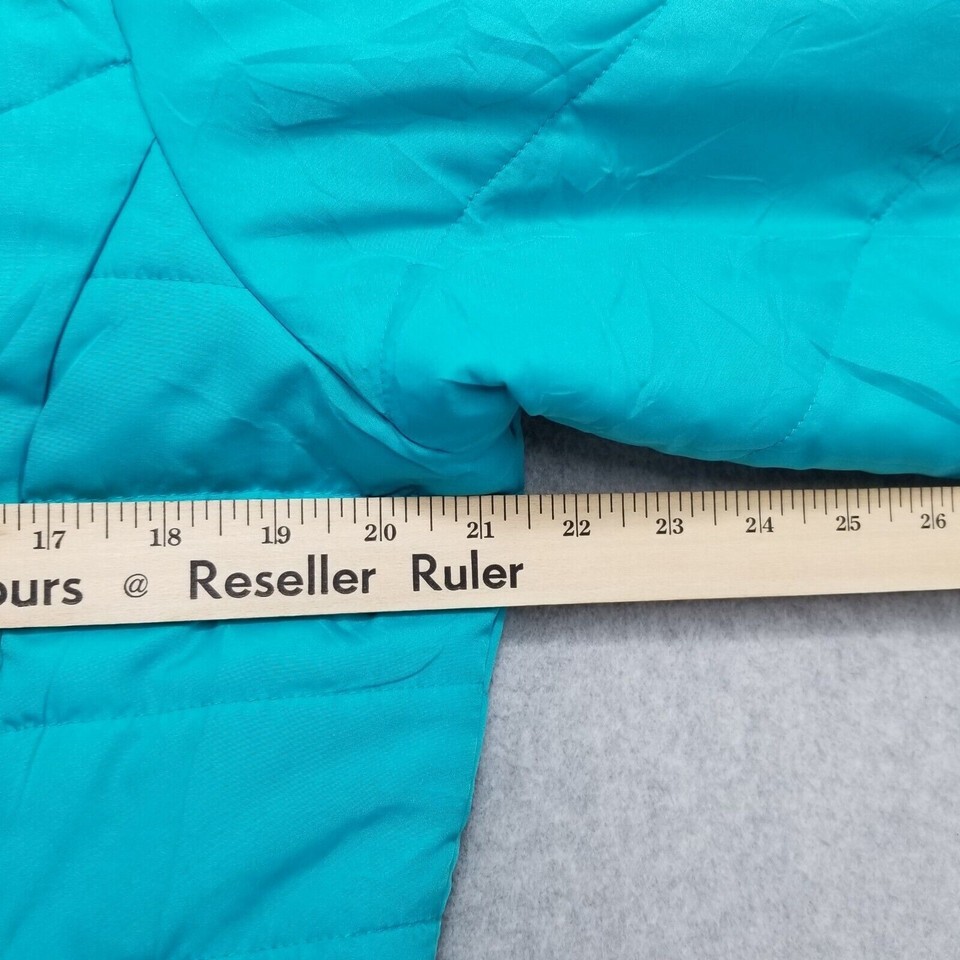 17 18 19 20 21 22 23 24 25 26
ours @ Reseller Ruler